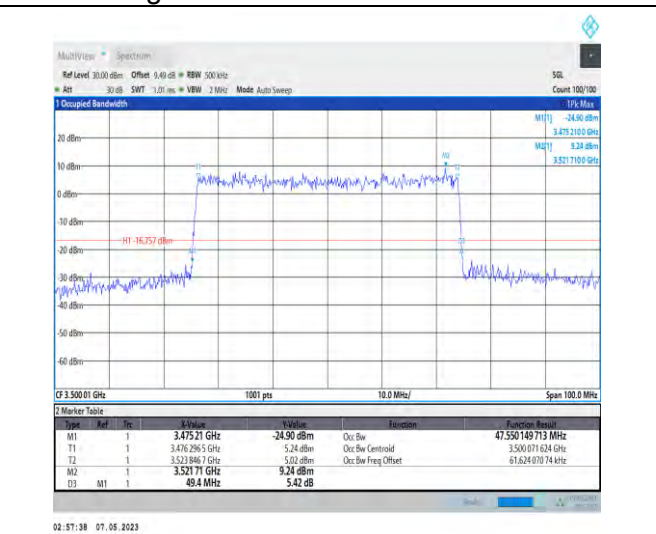 MultiView Spectrum
Ref Level 30.00 dBm Offset 9.49 dB RBW 500 kHz SGL
Att 30 dB SWT 1.01 ms VBW 2 MHz Mode Auto Sweep Count 100/100
1 Occupied Bandwidth 1Pk Max
M1[1] -24.90 dBm
3.475 210 0 GHz
M2[1] 9.24 dBm
3.521 710 0 GHz
20 dBm
M2
10 dBm
T1
0 dBm
-10 dBm
H1 -16.757 dBm
-20 dBm
-30 dBm
-40 dBm
-50 dBm
-60 dBm
CF 3.500 01 GHz 1001 pts 10.0 MHz/ Span 100.0 MHz
2 Marker Table
Type Ref Trc X-Value Y-Value Function Function Result
M1 1 3.475 21 GHz -24.90 dBm Occ Bw 47.550 149 713 MHz
T1 1 3.476 296 5 GHz 5.24 dBm Occ Bw Centroid 3.500 071 624 GHz
T2 1 3.523 846 7 GHz 5.02 dBm Occ Bw Freq Offset 61.624 070 74 kHz
M2 1 3.521 71 GHz 9.24 dBm
D3 M1 1 49.4 MHz 5.42 dB
02:57:38 07.05.2023